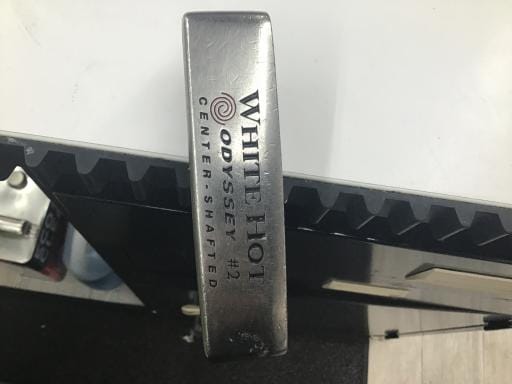 WHITE HOT
ODYSSEY #2
CENTER-SHAFTED